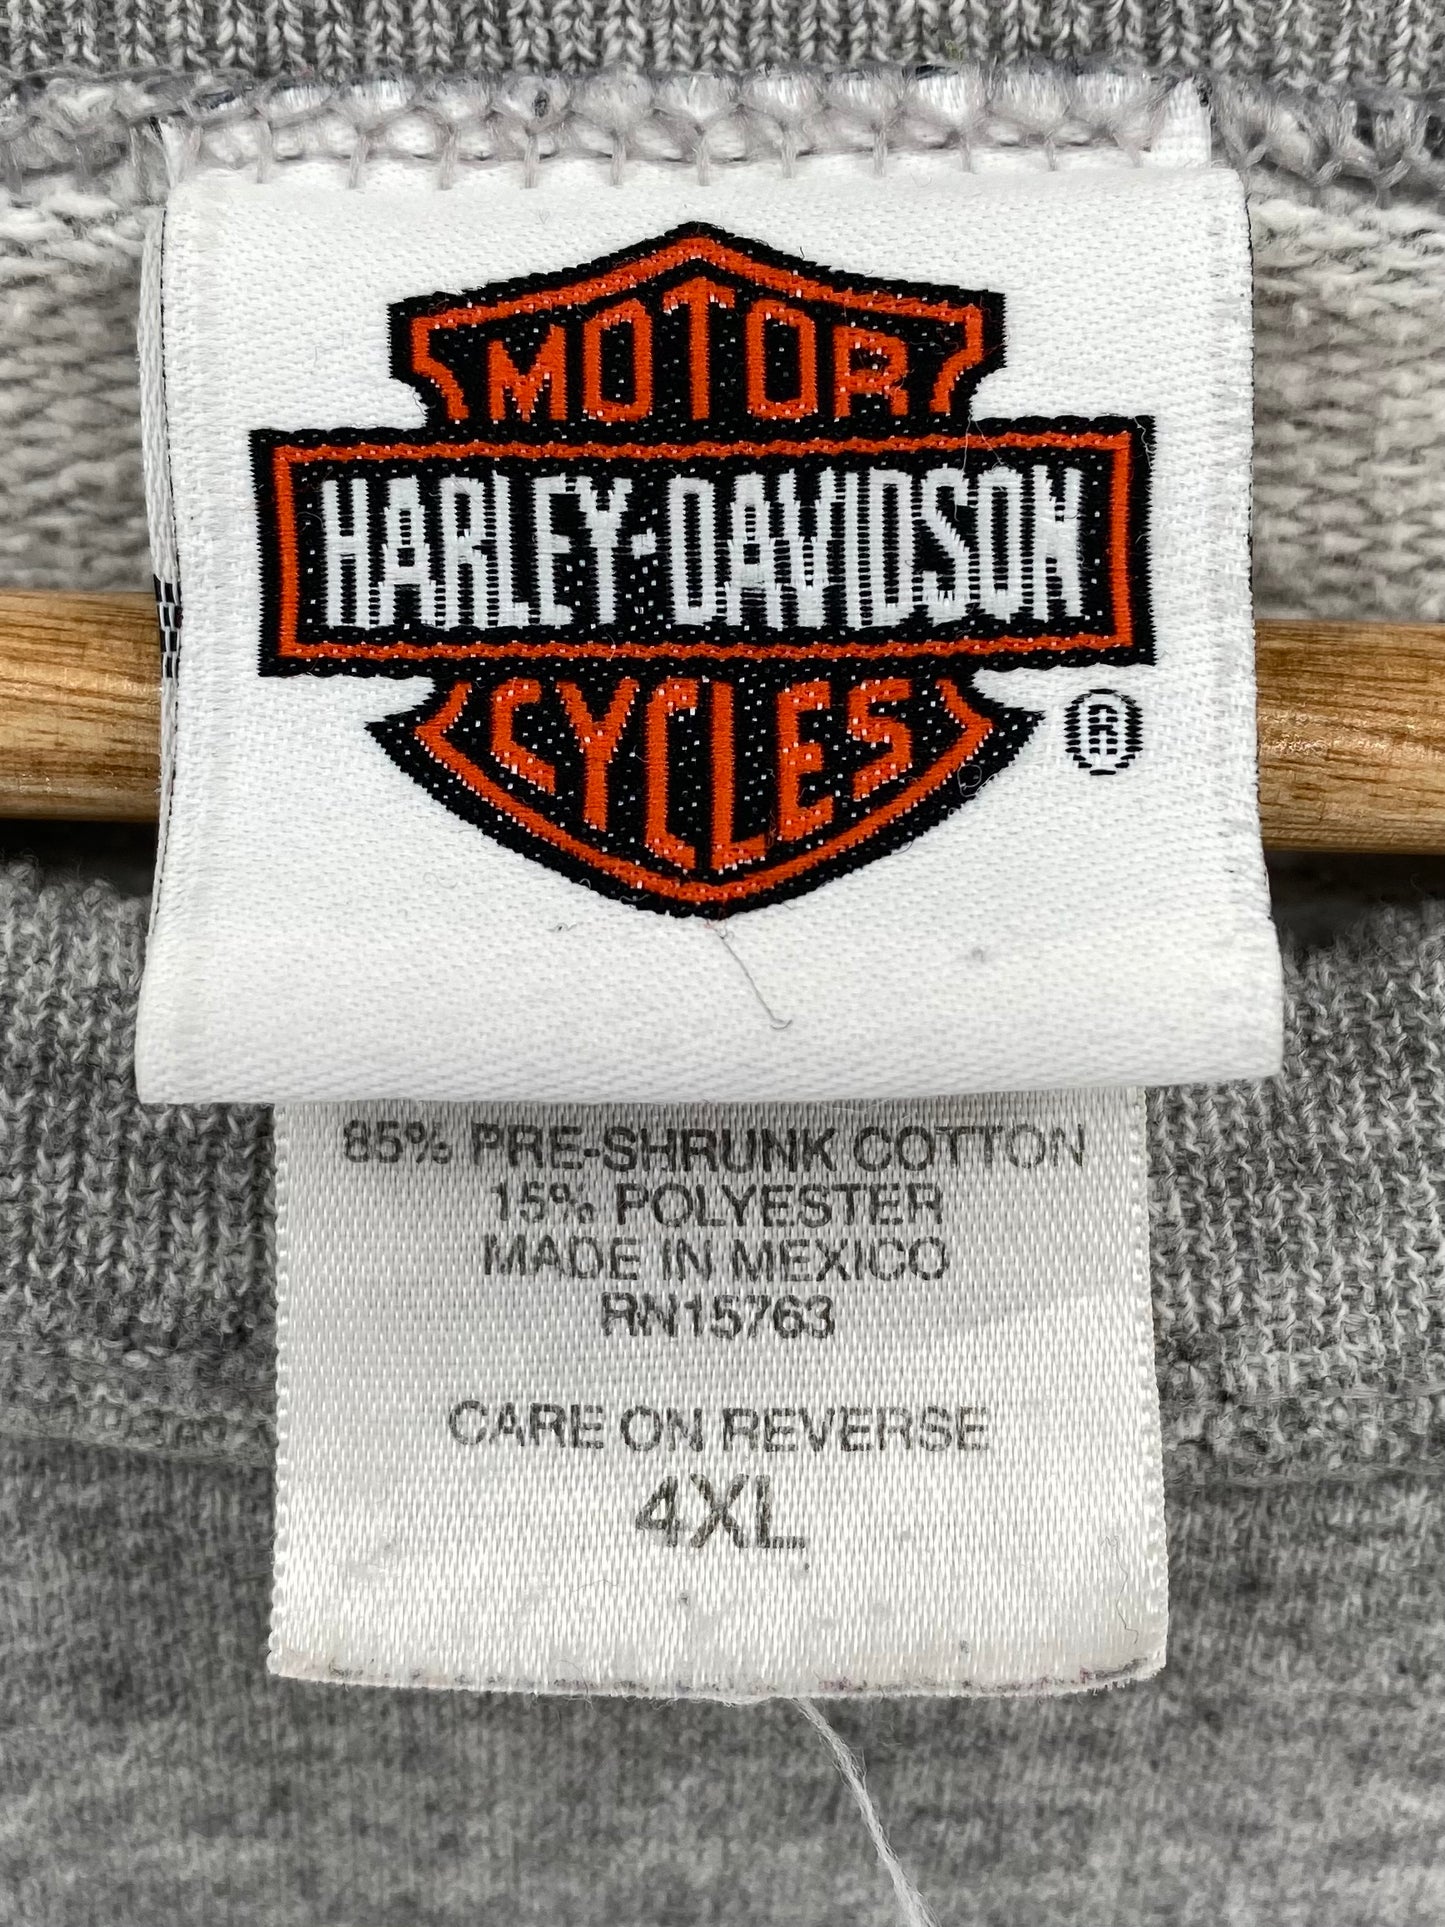 MOTOR
HARLEY-DAVIDSON
CYCLES
®
85% PRE-SHRUNK COTTON
15% POLYESTER
MADE IN MEXICO
RN15763
CARE ON REVERSE
4XL